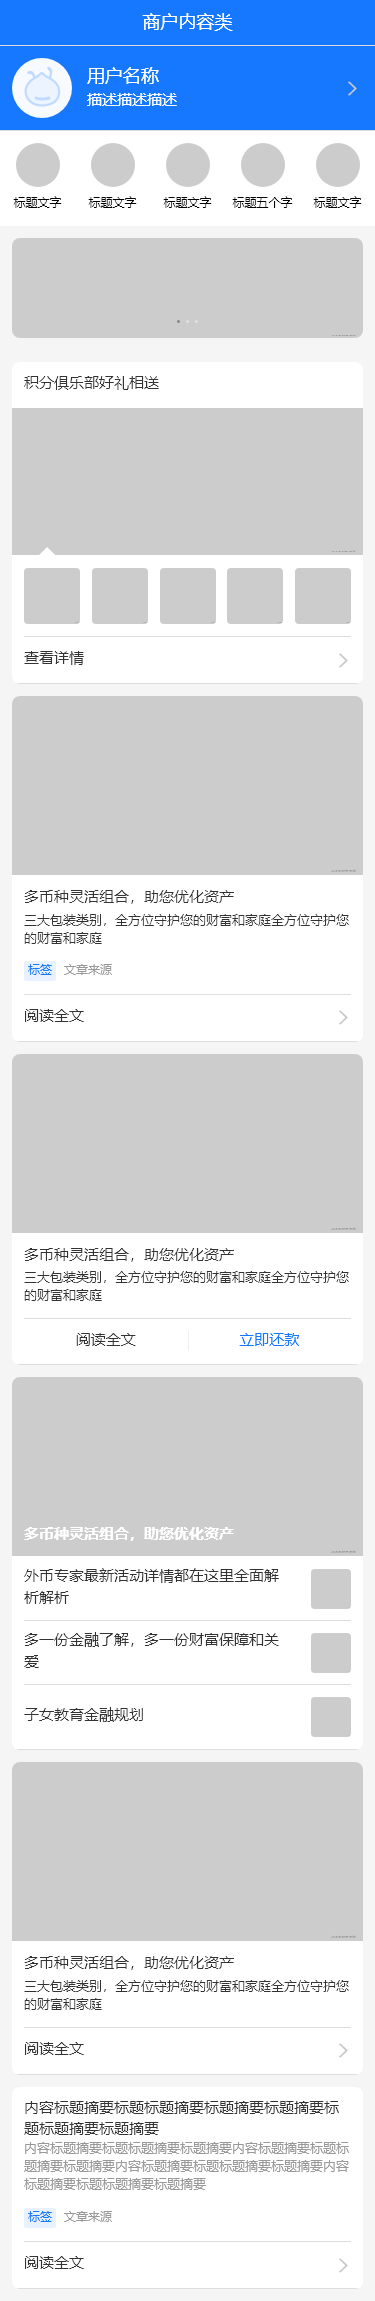 商户内容类
用户名称
描述描述描述
标题文字 标题文字 标题文字 标题五个字 标题文字
积分俱乐部好礼相送
查看详情
多币种灵活组合，助您优化资产
三大包装类别，全方位守护您的财富和家庭全方位守护您
的财富和家庭
标签 文章来源
阅读全文
多币种灵活组合，助您优化资产
三大包装类别，全方位守护您的财富和家庭全方位守护您
的财富和家庭
阅读全文 立即还款
多币种灵活组合，助您优化资产
外币专家最新活动详情都在这里全面解
析解析
多一份金融了解，多一份财富保障和关
爱
子女教育金融规划
多币种灵活组合，助您优化资产
三大包装类别，全方位守护您的财富和家庭全方位守护您
的财富和家庭
阅读全文
内容标题摘要标题标题摘要标题摘要标题摘要标
题标题摘要标题摘要
内容标题摘要标题标题摘要标题摘要内容标题摘要标题标
题摘要标题摘要内容标题摘要标题标题摘要标题摘要内容
标题摘要标题标题摘要标题摘要
标签 文章来源
阅读全文